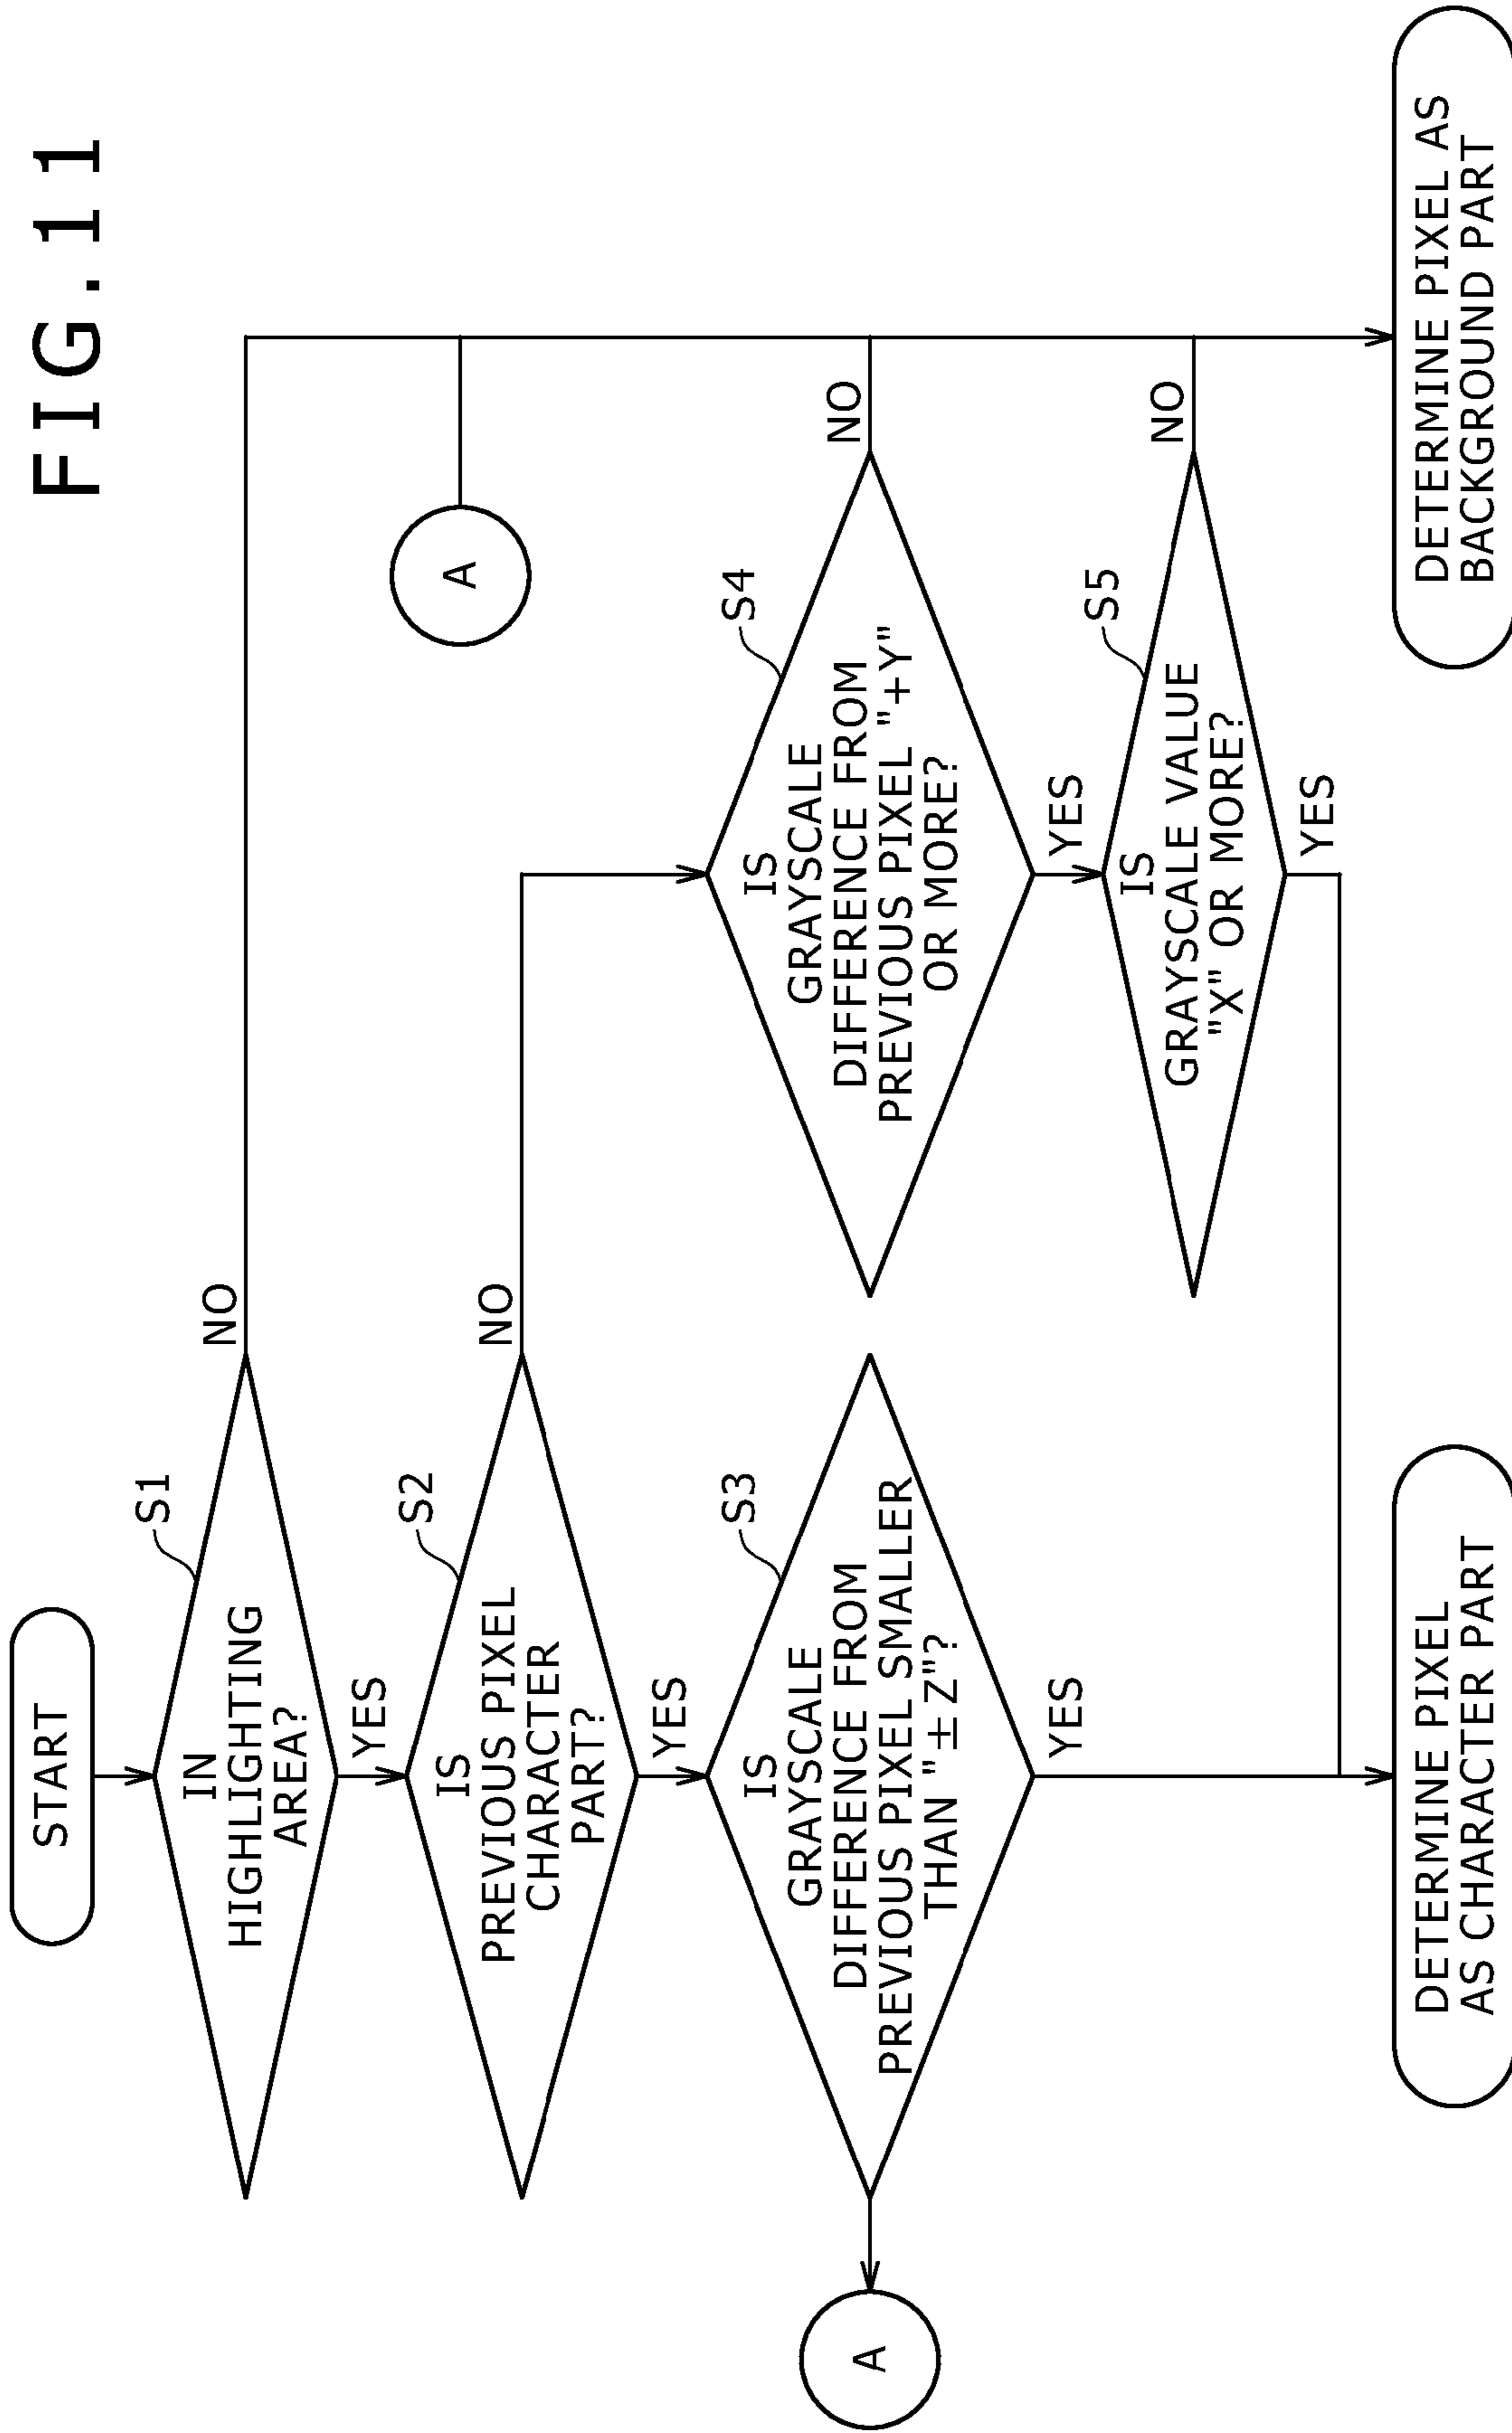 FIG.11
START
S1
IN
HIGHLIGHTING
AREA?
NO
YES
S2
IS
PREVIOUS PIXEL
CHARACTER
PART?
NO
YES
A
S3
IS
GRAYSCALE
DIFFERENCE FROM
PREVIOUS PIXEL SMALLER
THAN "±Z"?
YES
A
S4
IS
GRAYSCALE
DIFFERENCE FROM
PREVIOUS PIXEL "+Y"
OR MORE?
NO
YES
S5
IS
GRAYSCALE VALUE
"X" OR MORE?
NO
YES
DETERMINE PIXEL
AS CHARACTER PART
DETERMINE PIXEL AS
BACKGROUND PART